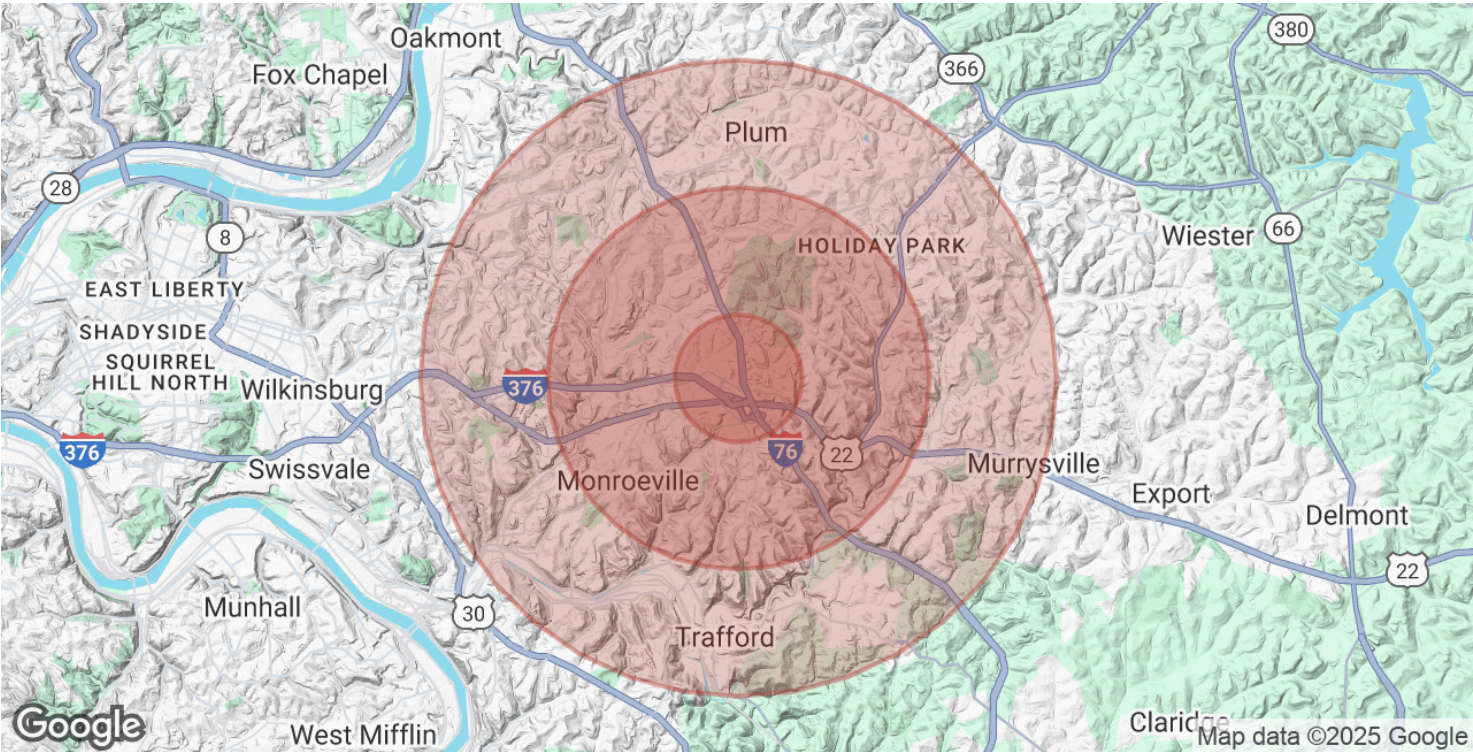 Oakmont
380
366
Fox Chapel
Plum
28
8
66
Wiester
HOLIDAY PARK
EAST LIBERTY
SHADYSIDE
SQUIRREL
HILL NORTH
Wilkinsburg
376
376
76
22
Swissvale
Monroeville
Murrysville
Export
Delmont
22
Munhall
30
Trafford
Google
West Mifflin
Claridge
Map data ©2025 Google